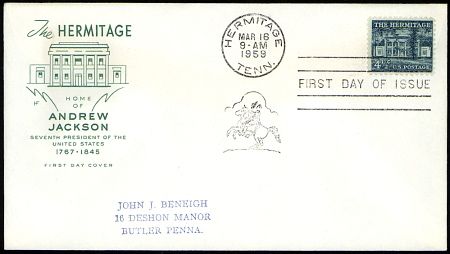 The HERMITAGE
HOME
OF
ANDREW
JACKSON
SEVENTH PRESIDENT OF THE
UNITED STATES
1767·1845
FIRST DAY COVER
HERMITAGE
MAR 16
9-AM
1959
TENN.
THE HERMITAGE
U.S. POSTAGE
FIRST DAY OF ISSUE
JOHN J. BENEIGH
16 DESHON MANOR
BUTLER PENNA.